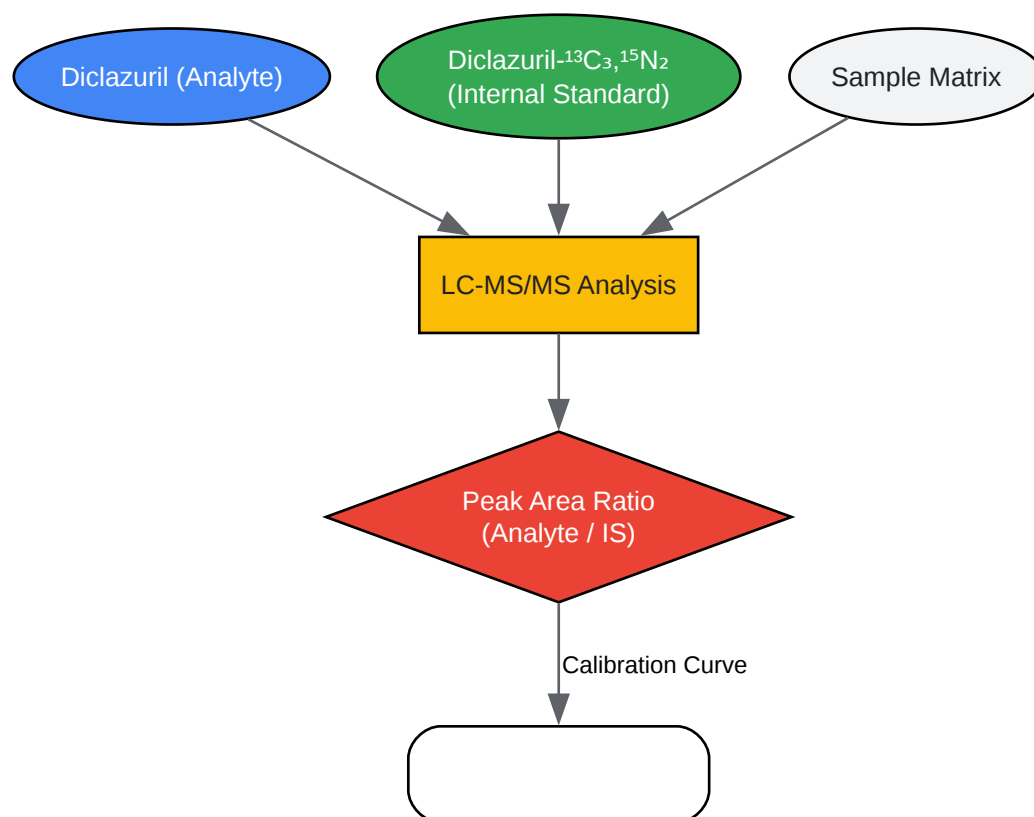 Diclazuril (Analyte)
Diclazuril-¹³C₃,¹⁵N₂
(Internal Standard)
Sample Matrix
LC-MS/MS Analysis
Peak Area Ratio
(Analyte / IS)
Calibration Curve